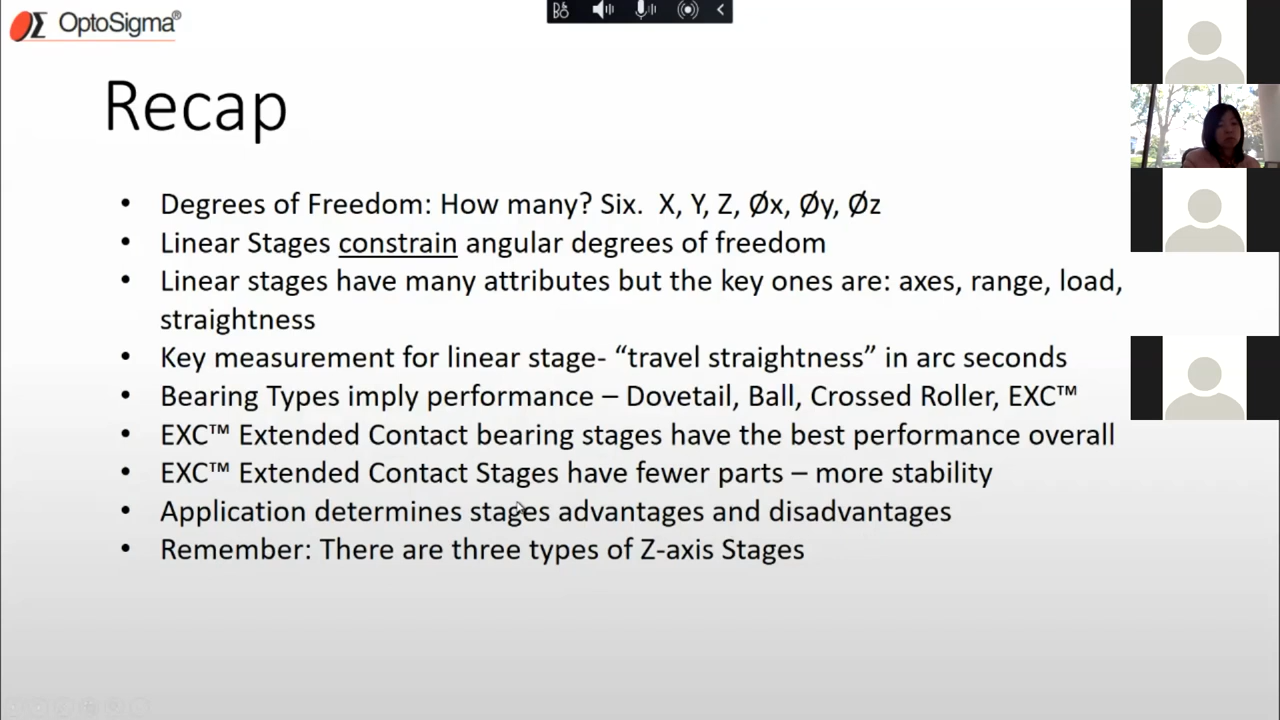 OptoSigma®
Recap
• Degrees of Freedom: How many? Six. X, Y, Z, Øx, Øy, Øz
• Linear Stages constrain angular degrees of freedom
• Linear stages have many attributes but the key ones are: axes, range, load,
straightness
• Key measurement for linear stage- “travel straightness” in arc seconds
• Bearing Types imply performance – Dovetail, Ball, Crossed Roller, EXC™
• EXC™ Extended Contact bearing stages have the best performance overall
• EXC™ Extended Contact Stages have fewer parts – more stability
• Application determines stages advantages and disadvantages
• Remember: There are three types of Z-axis Stages